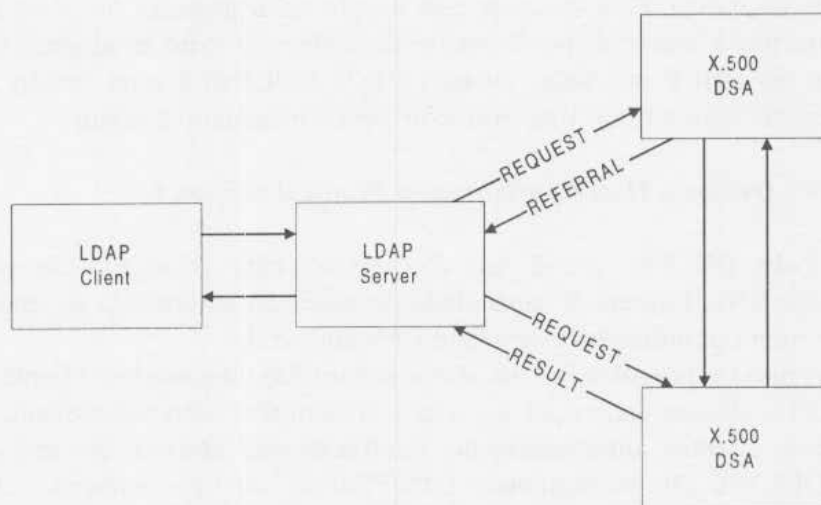 X.500
DSA
REQUEST
REFERRAL
LDAP
Client
LDAP
Server
REQUEST
RESULT
X.500
DSA